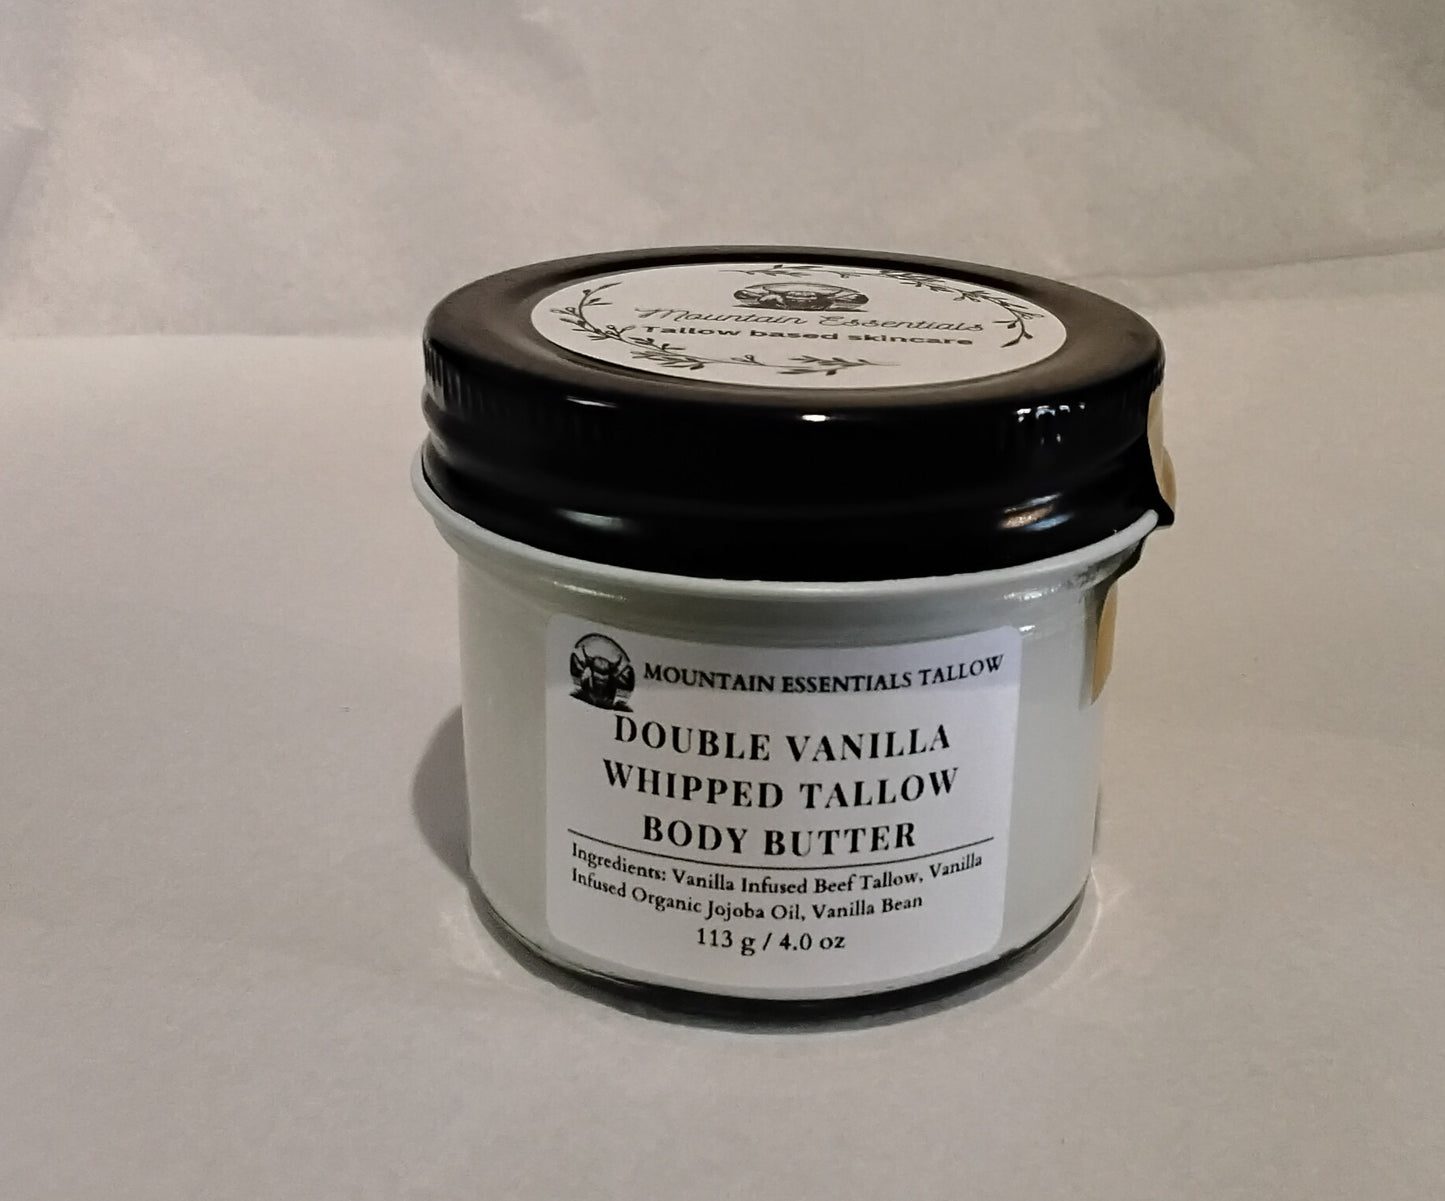 Mountain Essentials
Tallow based skincare
MOUNTAIN ESSENTIALS TALLOW
DOUBLE VANILLA
WHIPPED TALLOW
BODY BUTTER
Ingredients: Vanilla Infused Beef Tallow, Vanilla
Infused Organic Jojoba Oil, Vanilla Bean
113 g / 4.0 oz